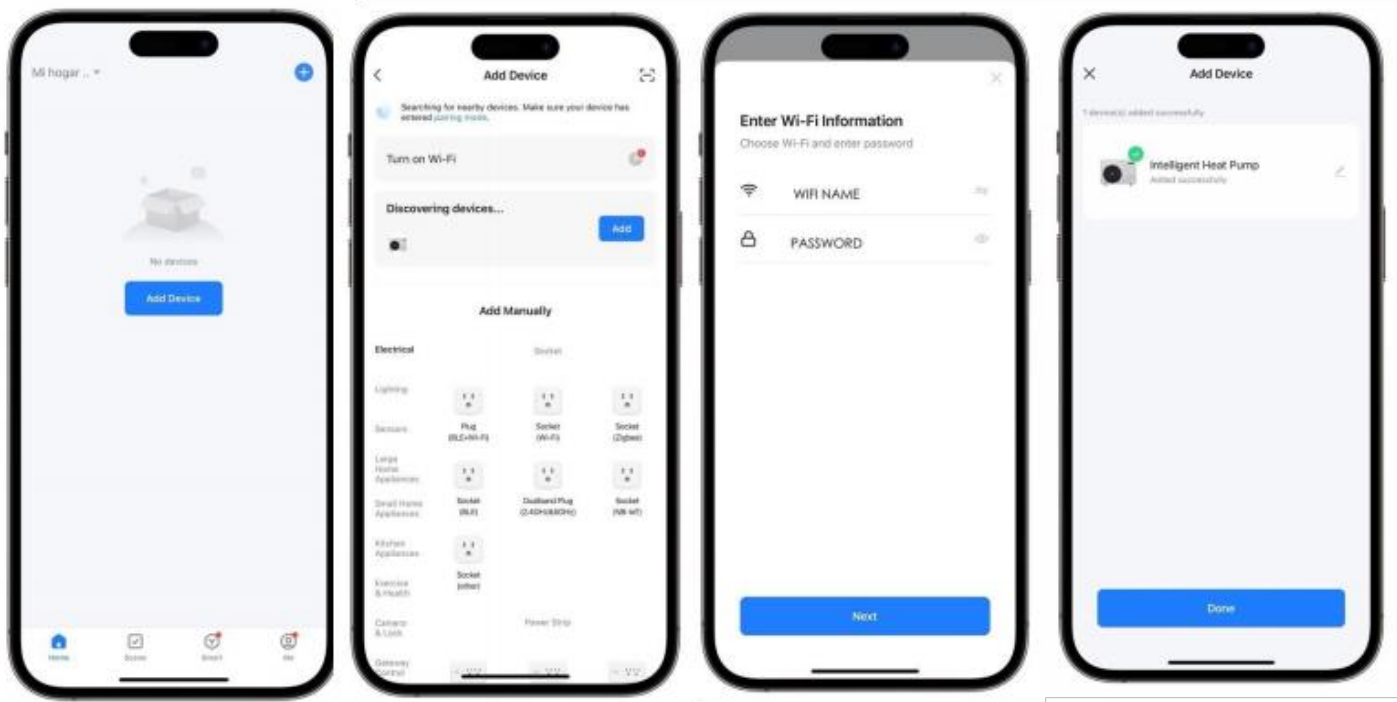 Mi hogar ..
No devices
Add Device
Home
Scene
Smart
Me
Add Device
Searching for nearby devices. Make sure your device has
entered pairing mode.
Turn on Wi-Fi
Discovering devices...
Add
Add Manually
Electrical
Socket
Lighting
Sensors
Plug
(BLE+Wi-Fi)
Socket
(Wi-Fi)
Socket
(Zigbee)
Large
Home
Appliances
Small Home
Appliances
Socket
(BLE)
Dualband Plug
Socket
(NB-IoT)
Kitchen
Appliances
Socket
(other)
Exercise
& Health
Camera
& Lock
Power Strip
Gateway
Control
Enter Wi-Fi Information
Choose Wi-Fi and enter password
WIFI NAME
PASSWORD
Next
Add Device
1 device(s) added successfully
Intelligent Heat Pump
Added successfully
Done